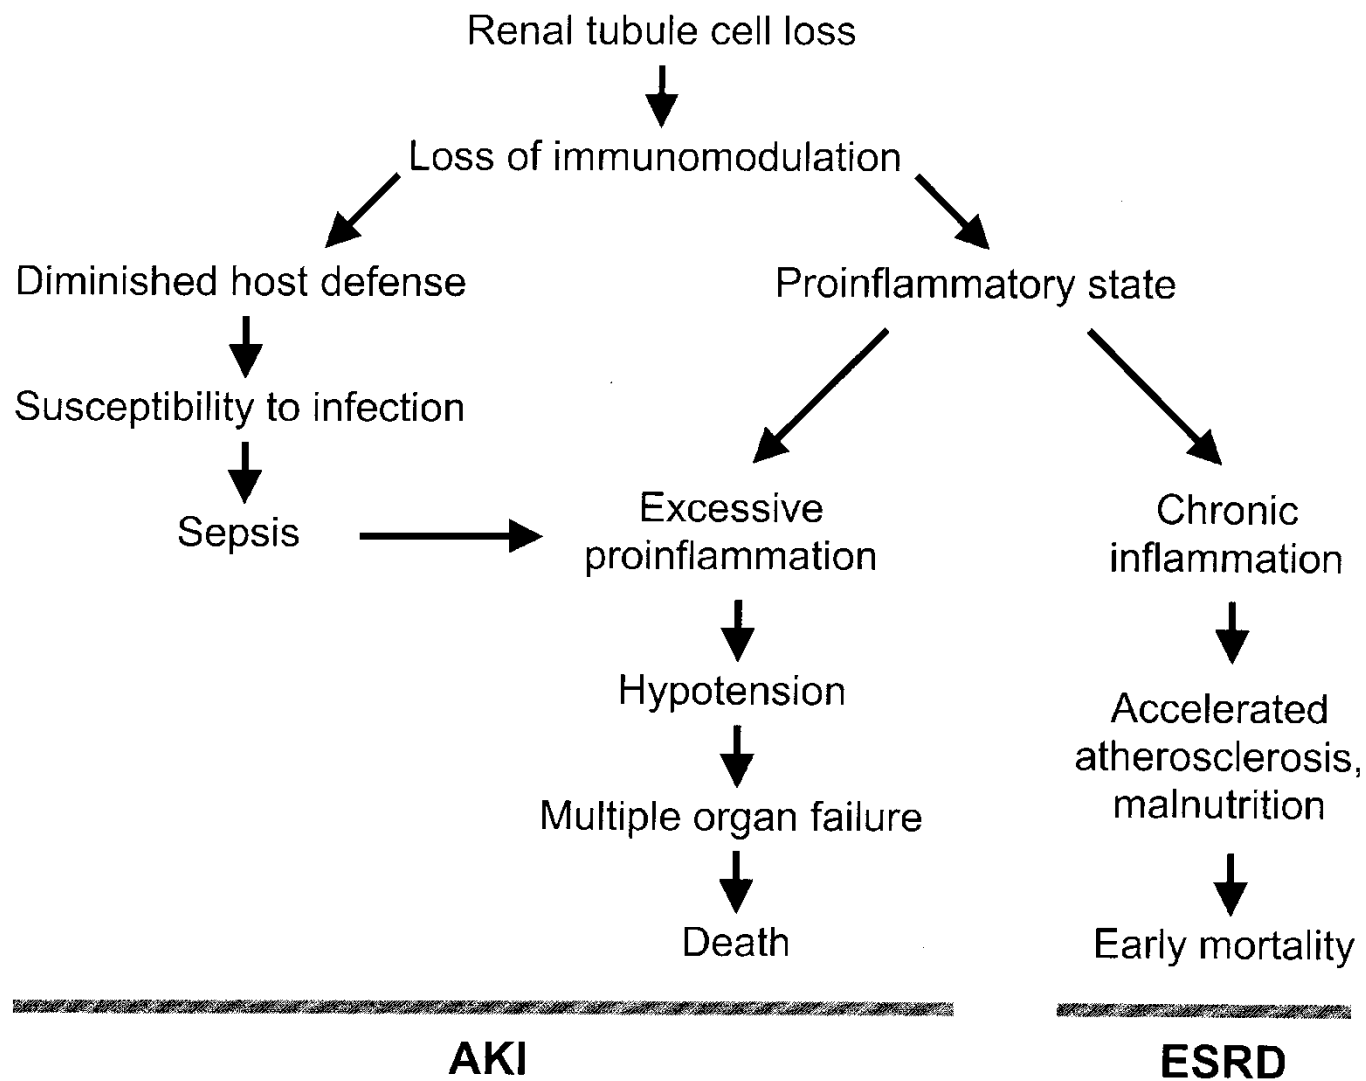 Renal tubule cell loss
Loss of immunomodulation
Diminished host defense
Proinflammatory state
Susceptibility to infection
Sepsis
Excessive
proinflammation
Chronic
inflammation
Hypotension
Accelerated
atherosclerosis,
malnutrition
Multiple organ failure
Death
Early mortality
AKI
ESRD